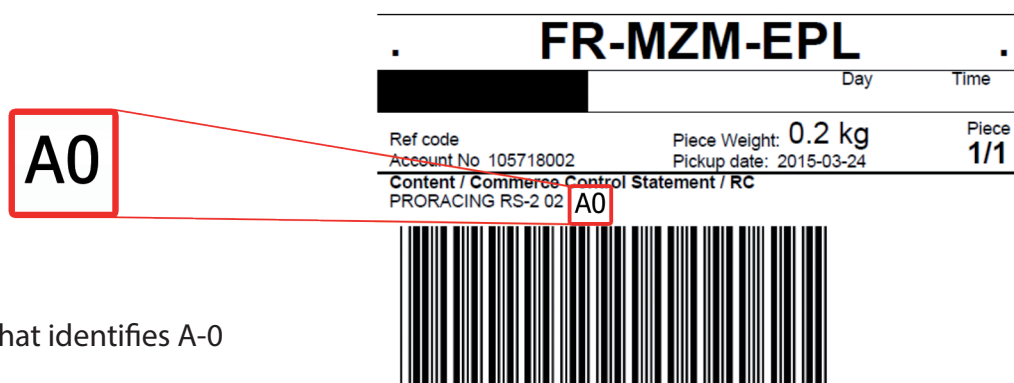 . FR-MZM-EPL .
Day Time
A0
Ref code Piece Weight: 0.2 kg Piece
Account No 105718002 Pickup date: 2015-03-24 1/1
Content / Commerce Control Statement / RC
PRORACING RS-2 02 A0
that identifies A-0